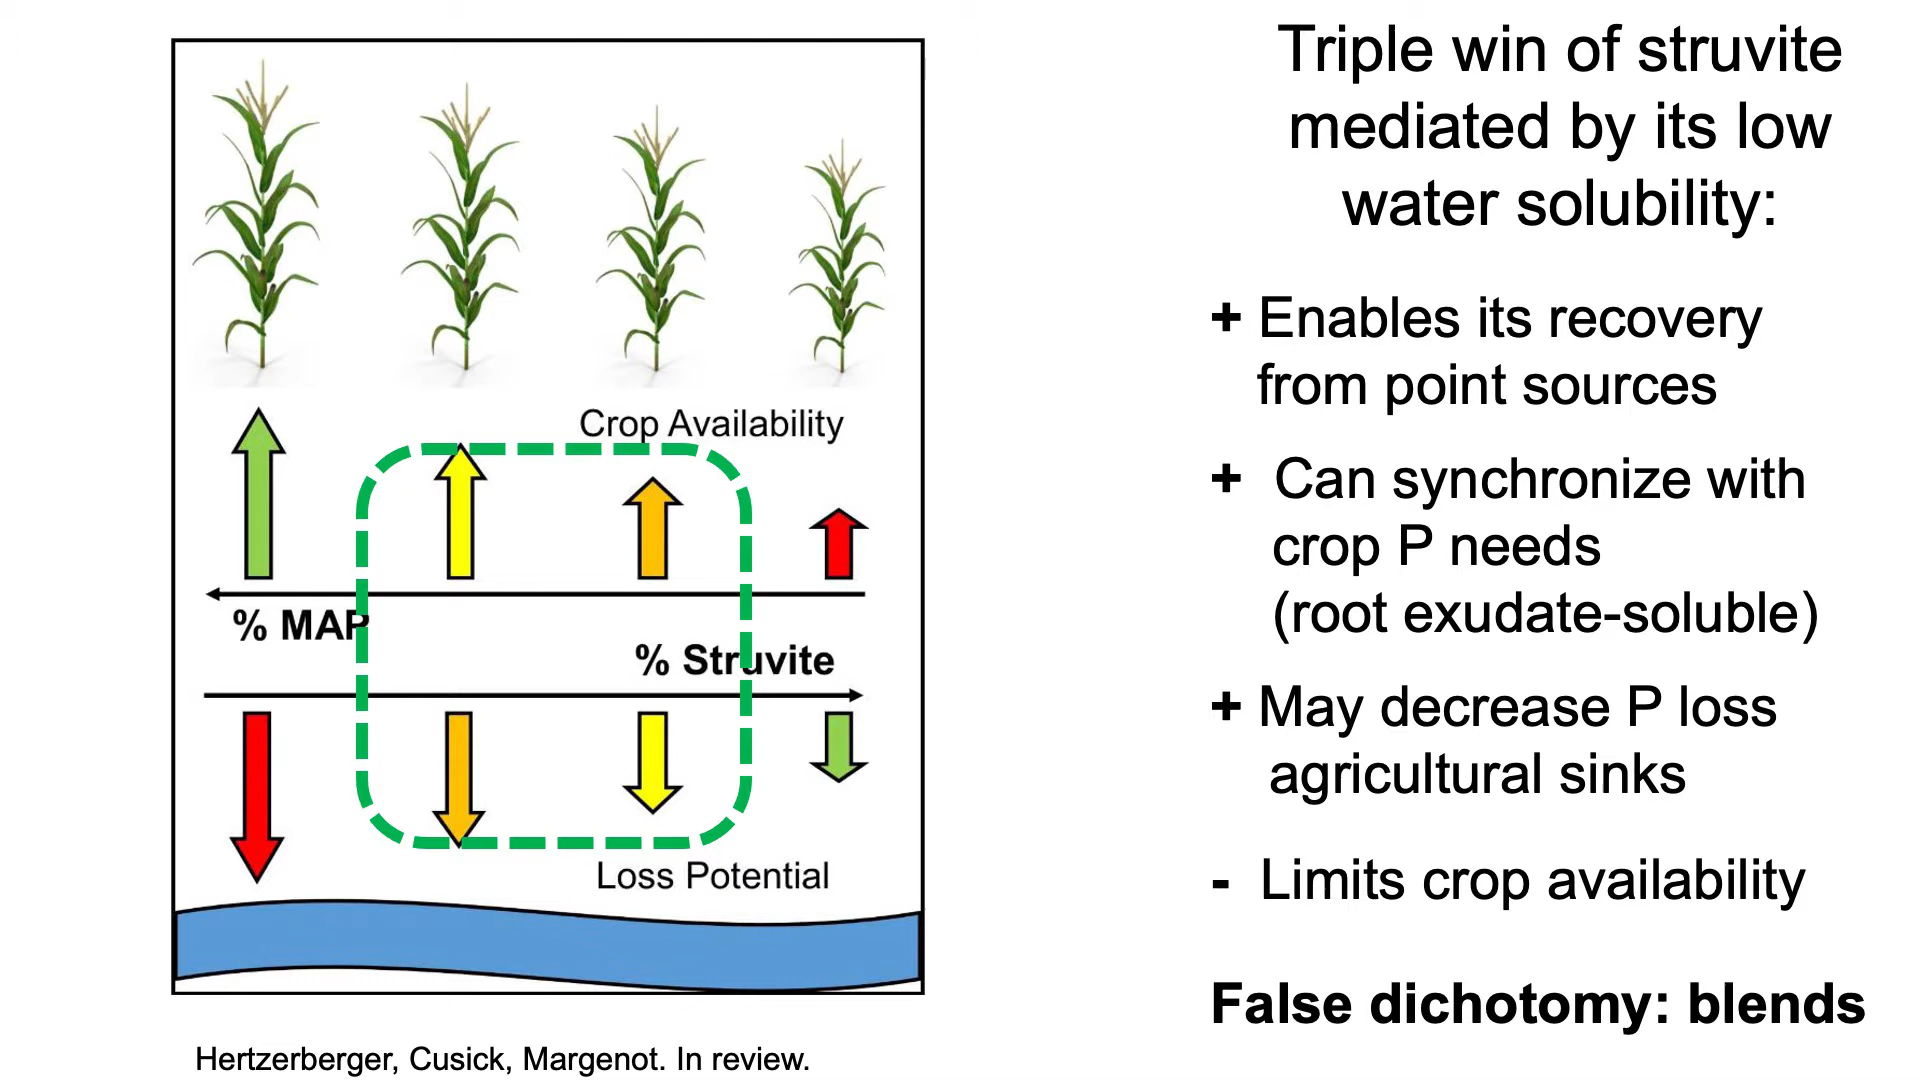 Crop Availability
% MAP
% Struvite
Loss Potential
Hertzerberger, Cusick, Margenot. In review.
Triple win of struvite
mediated by its low
water solubility:
+ Enables its recovery
from point sources
+ Can synchronize with
crop P needs
(root exudate-soluble)
+ May decrease P loss
agricultural sinks
- Limits crop availability
False dichotomy: blends